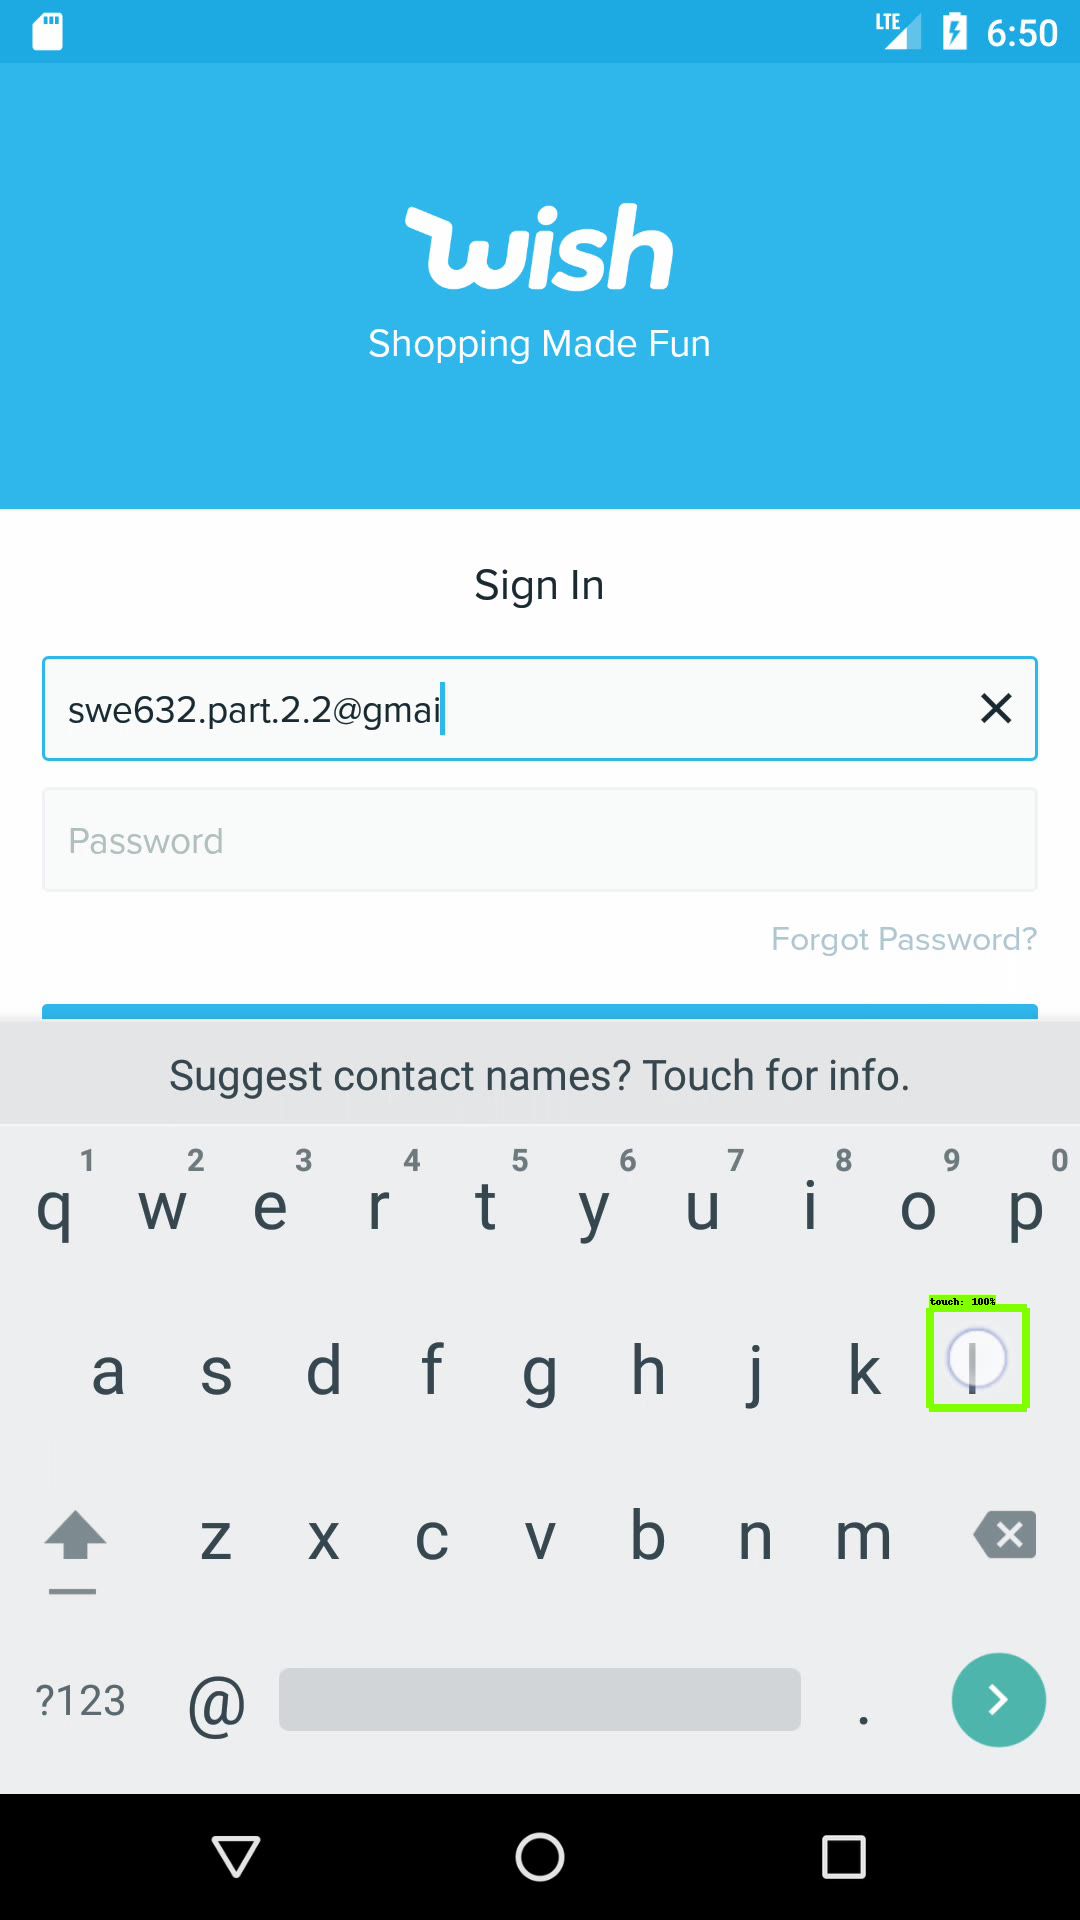 LTE 6:50
wish
Shopping Made Fun
Sign In
swe632.part.2.2@gmai
Password
Forgot Password?
Suggest contact names? Touch for info.
1 2 3 4 5 6 7 8 9 0
q w e r t y u i o p
touch: 100%
a s d f g h j k l
z x c v b n m
?123 @ .